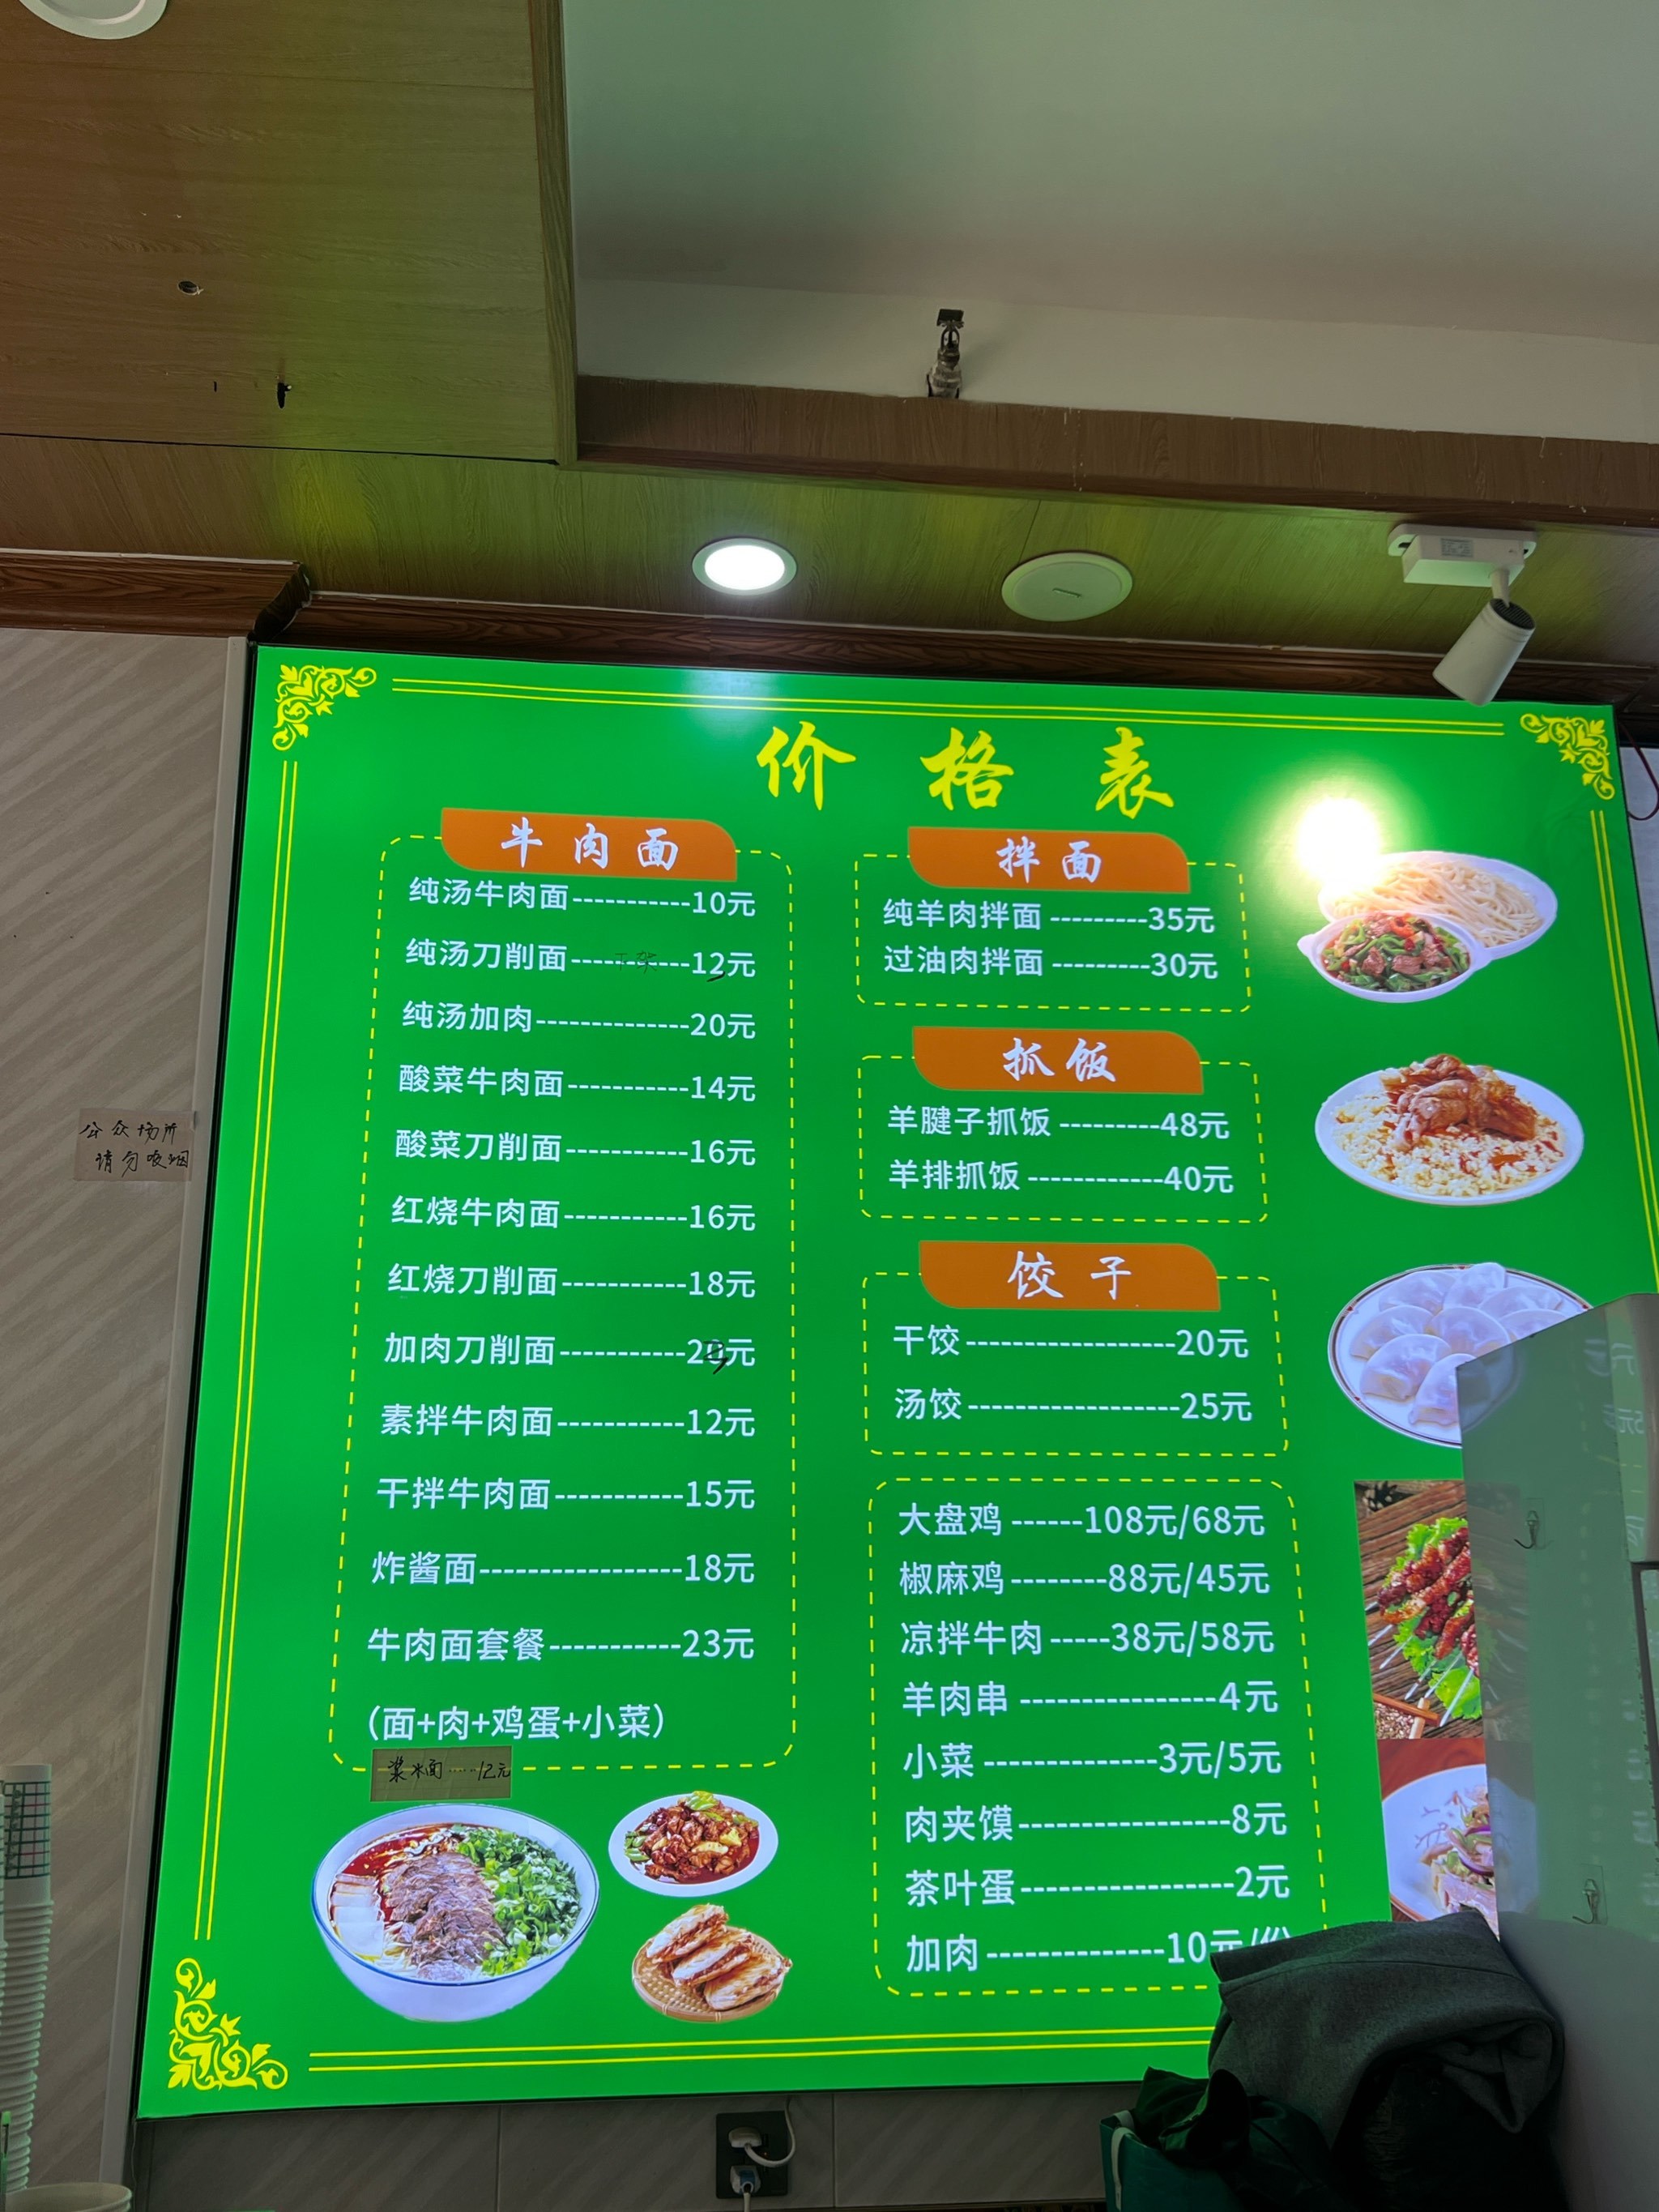 价格表
牛肉面
纯汤牛肉面-----------10元
纯汤刀削面-----------12元
纯汤加肉--------------20元
酸菜牛肉面-----------14元
酸菜刀削面-----------16元
红烧牛肉面-----------16元
红烧刀削面-----------18元
加肉刀削面-----------2元
素拌牛肉面-----------12元
干拌牛肉面-----------15元
炸酱面-----------------18元
牛肉面套餐-----------23元
（面+肉+鸡蛋+小菜）
浆水面······12元
拌面
纯羊肉拌面---------35元
过油肉拌面---------30元
抓饭
羊腱子抓饭---------48元
羊排抓饭------------40元
饺子
干饺------------------20元
汤饺------------------25元
大盘鸡------108元/68元
椒麻鸡--------88元/45元
凉拌牛肉-----38元/58元
羊肉串-----------------4元
小菜---------------3元/5元
肉夹馍------------------8元
茶叶蛋------------------2元
加肉---------------10元/份
公众场所
请勿吸烟